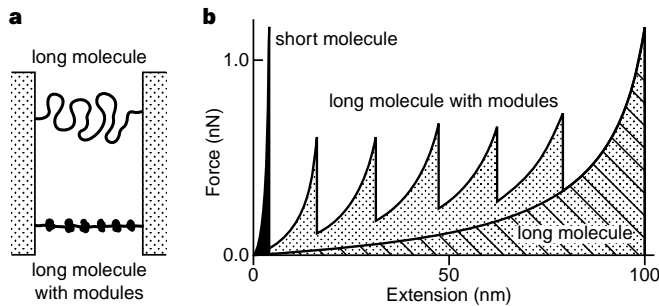 a
long molecule
long molecule
with modules
b
short molecule
long molecule with modules
long molecule
Force (nN)
1.0
0.0
0
50
100
Extension (nm)